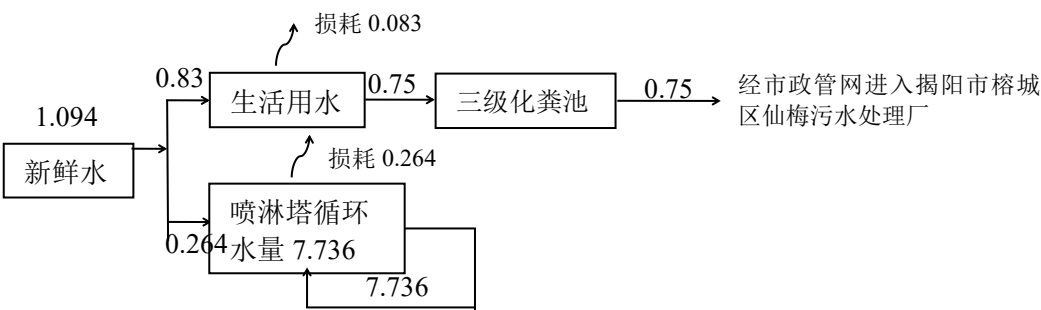 损耗 0.083
0.83
生活用水
0.75
三级化粪池
0.75
经市政管网进入揭阳市榕城
区仙梅污水处理厂
1.094
新鲜水
损耗 0.264
0.264
喷淋塔循环
水量 7.736
7.736